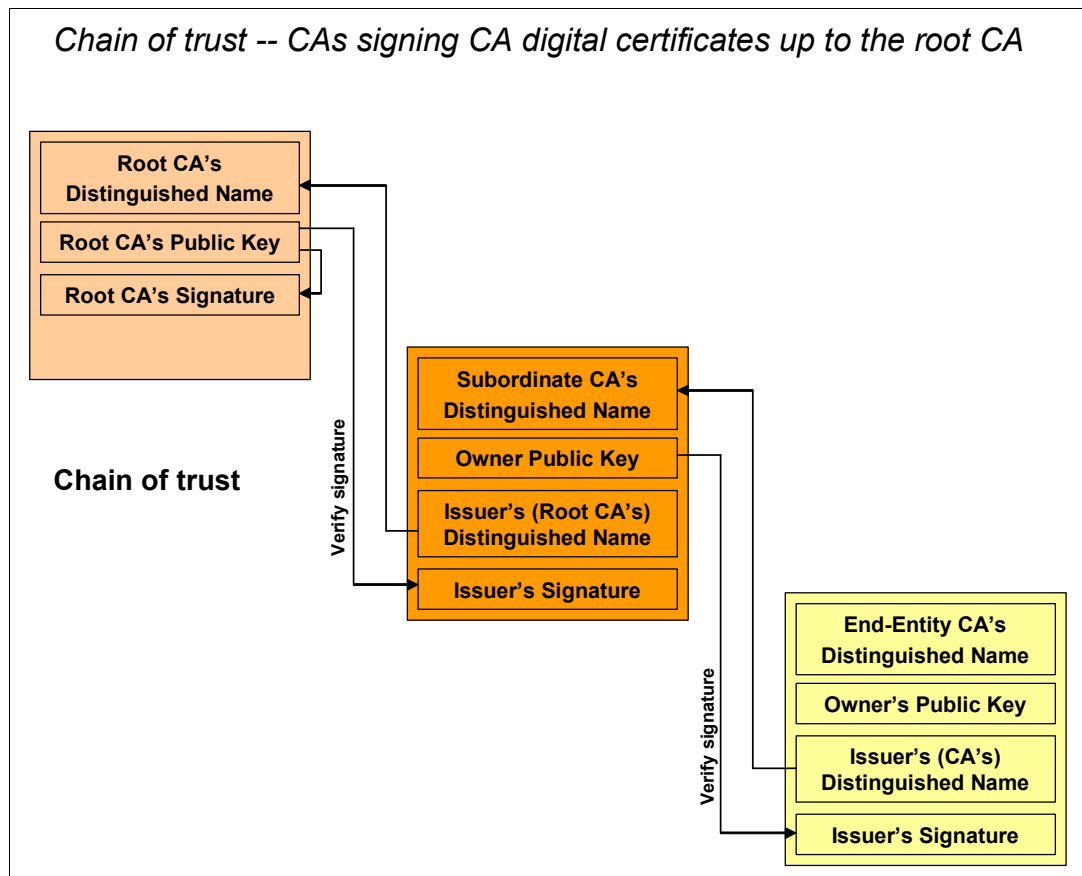 Chain of trust -- CAs signing CA digital certificates up to the root CA
Root CA's
Distinguished Name
Root CA's Public Key
Root CA's Signature
Subordinate CA's
Distinguished Name
Owner Public Key
Issuer's (Root CA's)
Distinguished Name
Issuer's Signature
Verify signature
Chain of trust
End-Entity CA's
Distinguished Name
Owner's Public Key
Issuer's (CA's)
Distinguished Name
Issuer's Signature
Verify signature